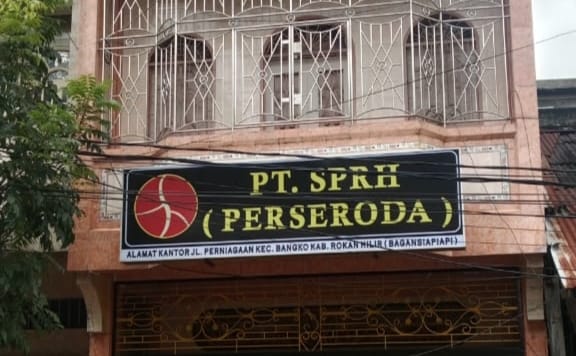 PT. SPRH
( PERSERODA )
ALAMAT KANTOR JL. PERNIAGAAN KEC. BANGKO KAB. ROKAN HILIR ( BAGANSIAPIAPI )